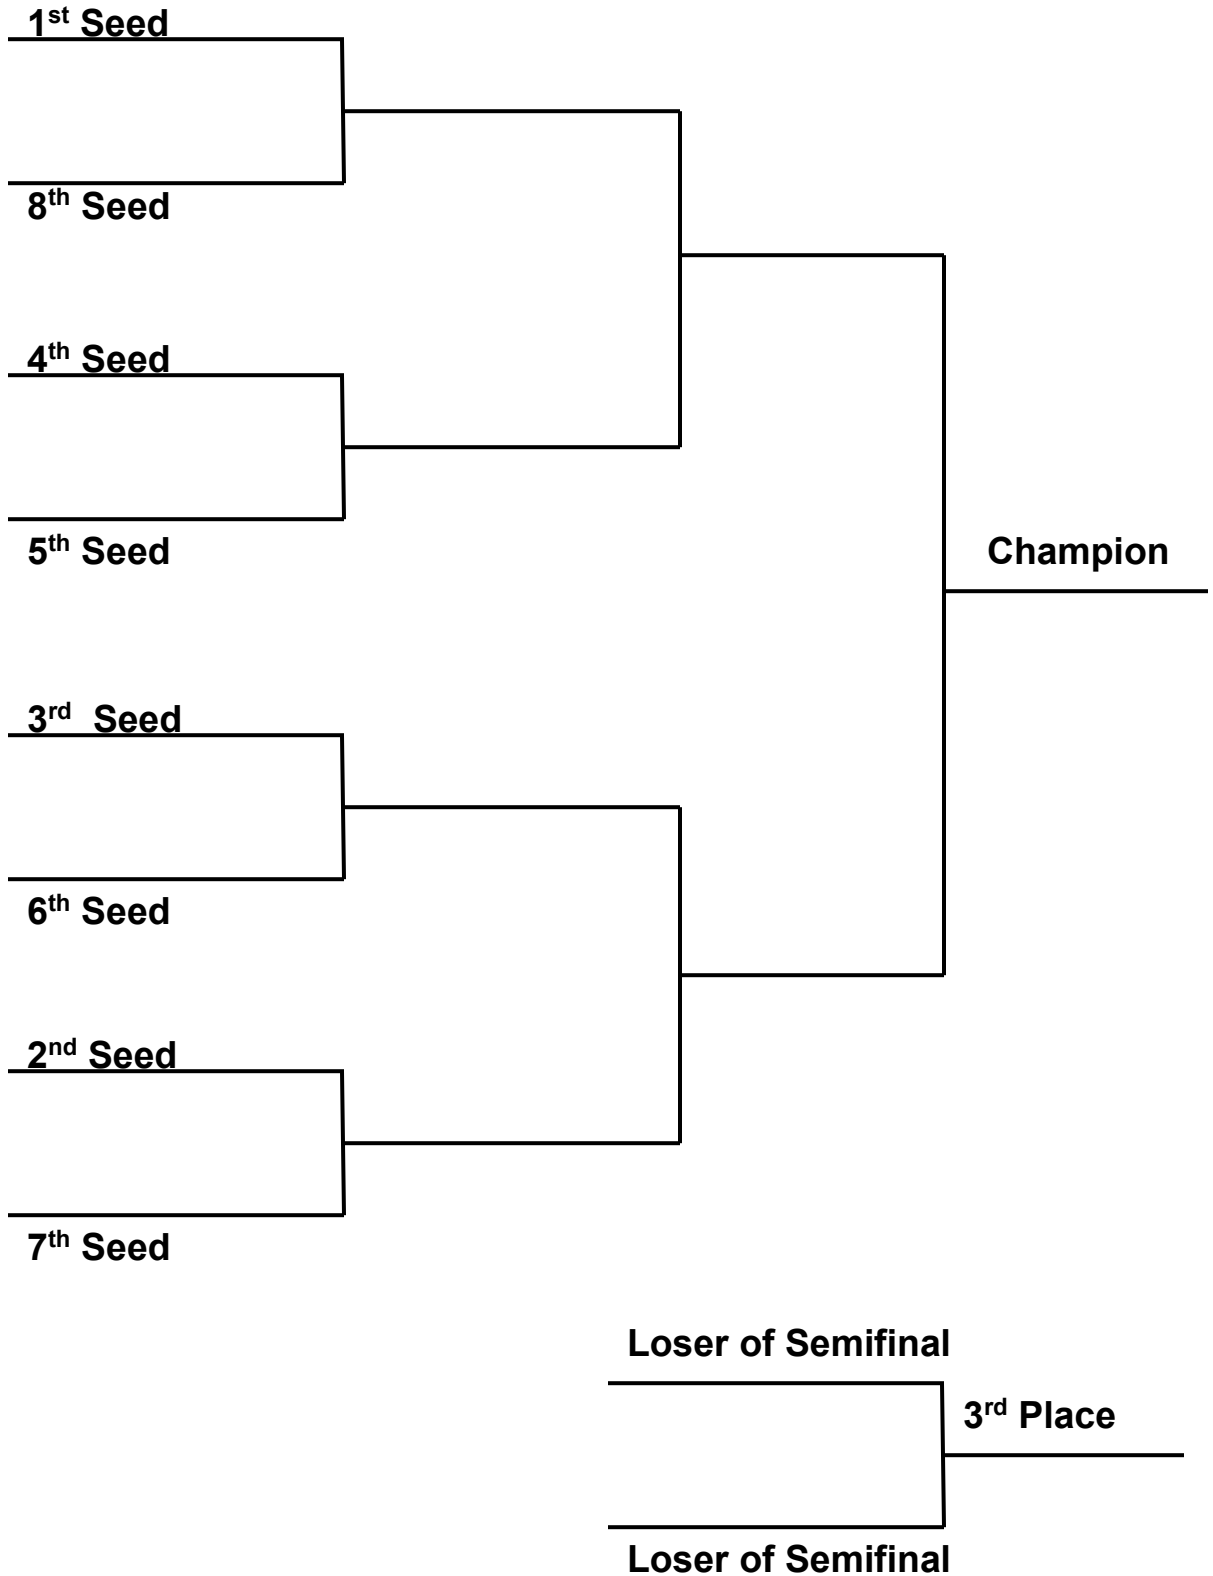 1st Seed
8th Seed
4th Seed
5th Seed
Champion
3rd  Seed
6th Seed
2nd Seed
7th Seed
Loser of Semifinal
3rd Place
Loser of Semifinal